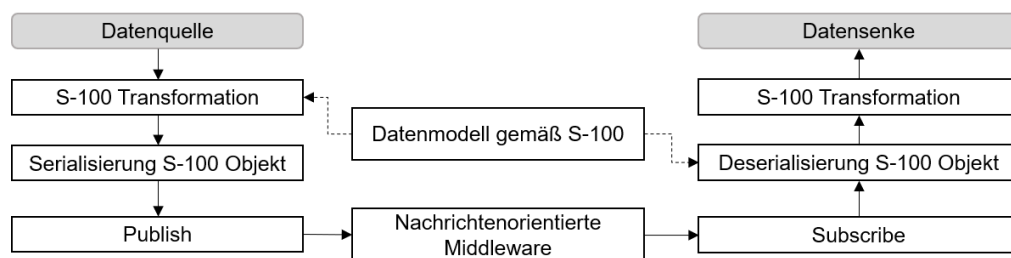 Datenquelle
Datensenke
S-100 Transformation
S-100 Transformation
Datenmodell gemäß S-100
Serialisierung S-100 Objekt
Deserialisierung S-100 Objekt
Publish
Nachrichtenorientierte
Middleware
Subscribe